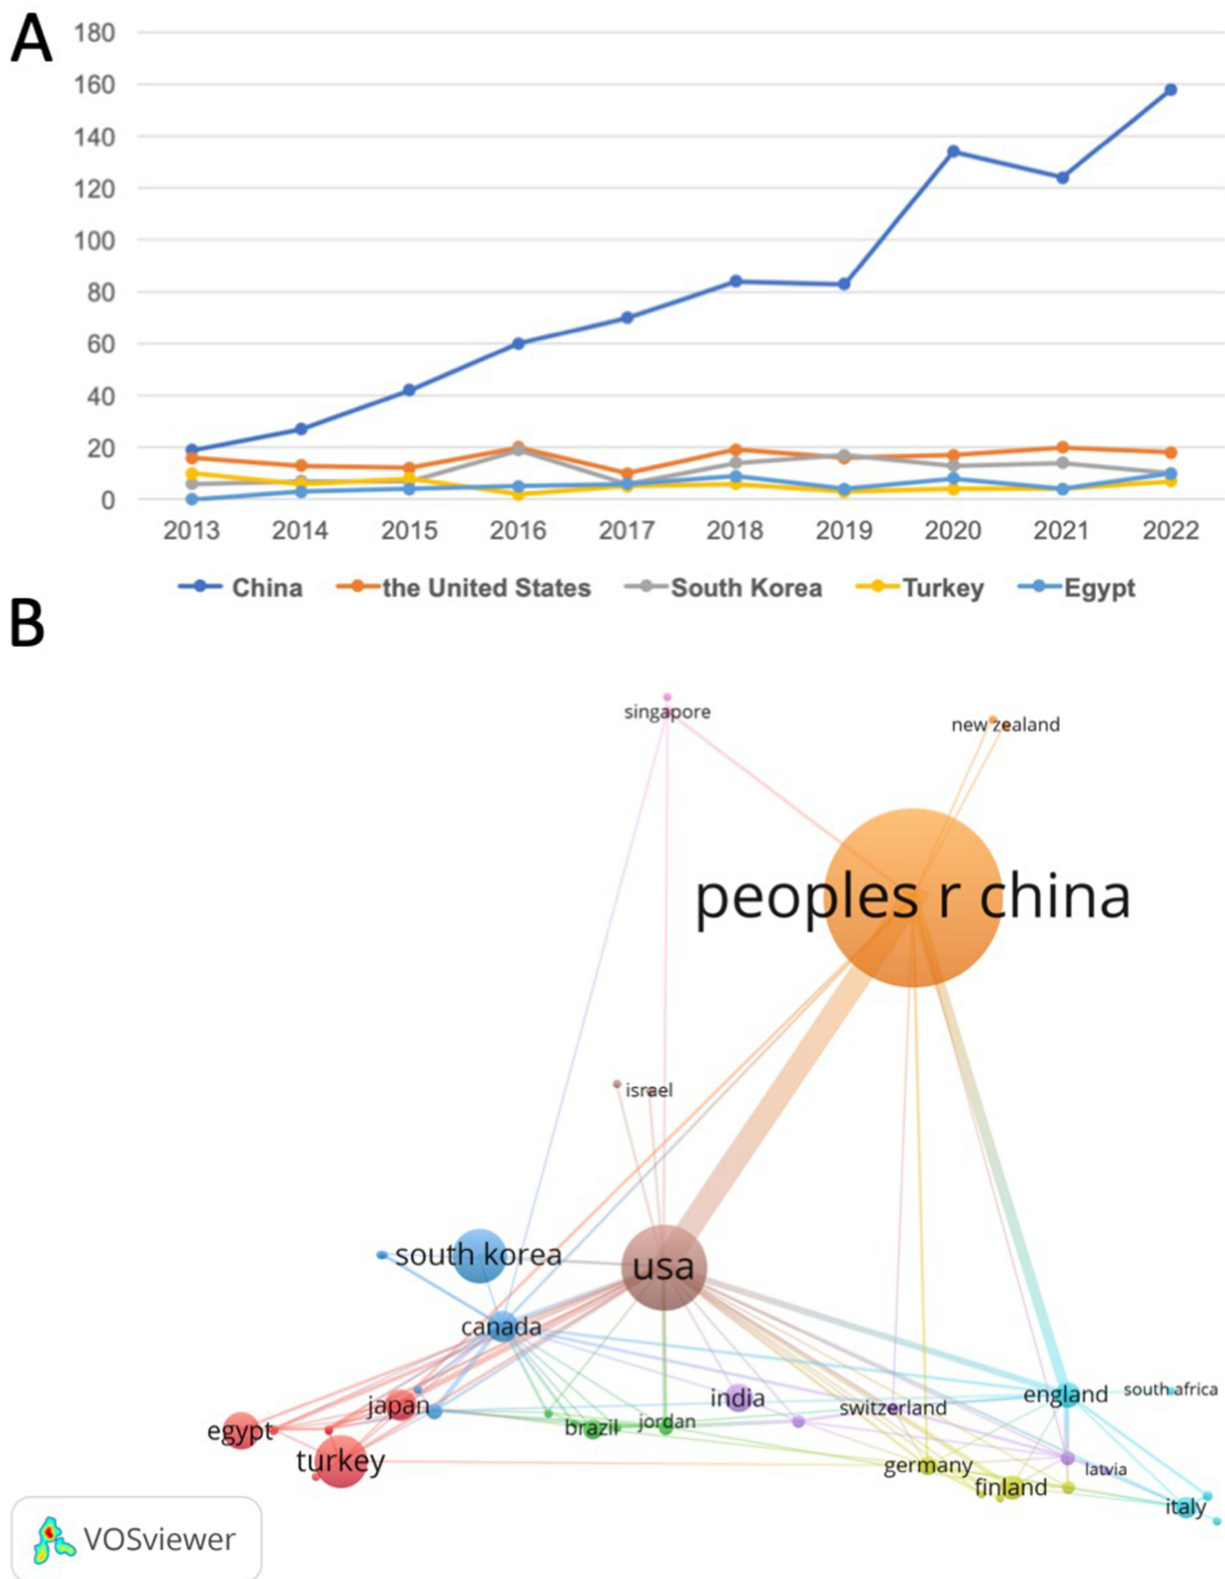 A
180
160
140
120
100
80
60
40
20
0
2013 2014 2015 2016 2017 2018 2019 2020 2021 2022
China the United States South Korea Turkey Egypt
B
singapore
new zealand
peoples r china
israel
south korea
usa
canada
india
england
south africa
japan
switzerland
jordan
brazil
egypt
turkey
germany
latvia
finland
italy
VOSviewer